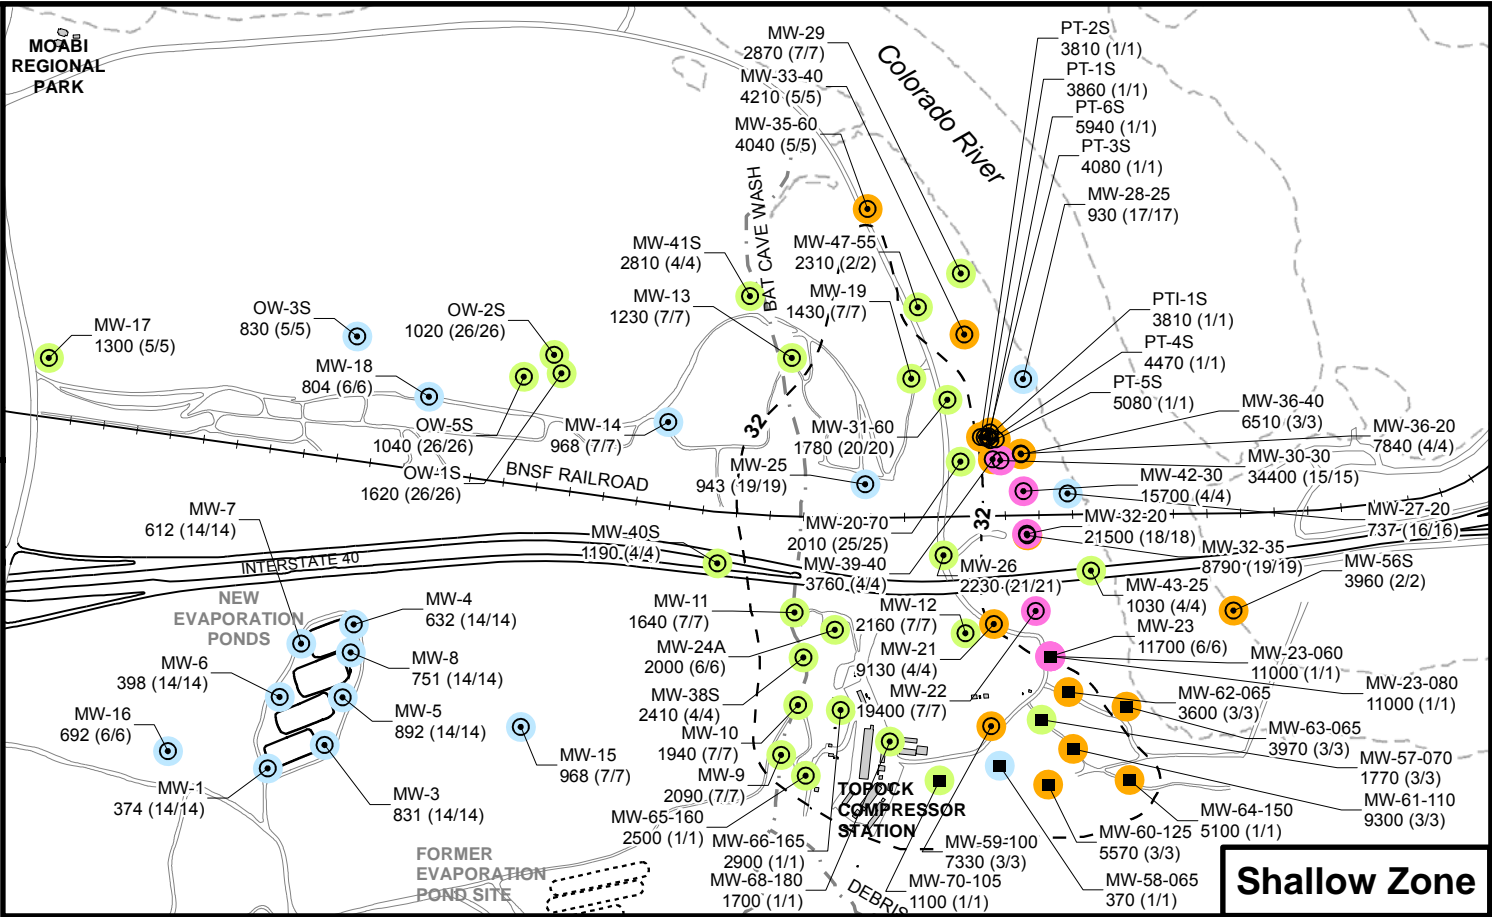 MOABI
REGIONAL
PARK
MW-29
2870 (7/7)
MW-33-40
4210 (5/5)
MW-35-60
4040 (5/5)
Colorado River
PT-2S
3810 (1/1)
PT-1S
3860 (1/1)
PT-6S
5940 (1/1)
PT-3S
4080 (1/1)
MW-28-25
930 (17/17)
BAT CAVE WASH
MW-41S
2810 (4/4)
MW-47-55
2310 (2/2)
MW-13
1230 (7/7)
MW-19
1430 (7/7)
MW-17
1300 (5/5)
OW-3S
830 (5/5)
OW-2S
1020 (26/26)
MW-18
804 (6/6)
PTI-1S
3810 (1/1)
PT-4S
4470 (1/1)
PT-5S
5080 (1/1)
OW-5S
1040 (26/26)
MW-14
968 (7/7)
32
MW-31-60
1780 (20/20)
MW-36-40
6510 (3/3)
MW-36-20
7840 (4/4)
OW-1S
1620 (26/26)
BNSF RAILROAD
MW-25
943 (19/19)
MW-30-30
34400 (15/15)
MW-42-30
15700 (4/4)
MW-7
612 (14/14)
MW-20-70
2010 (25/25)
32
MW-32-20
21500 (18/18)
MW-27-20
737 (16/16)
MW-40S
1190 (4/4)
MW-39-40
3760 (4/4)
MW-26
2230 (21/21)
MW-32-35
8790 (19/19)
MW-56S
3960 (2/2)
INTERSTATE 40
MW-43-25
1030 (4/4)
NEW
EVAPORATION
PONDS
MW-4
632 (14/14)
MW-11
1640 (7/7)
MW-12
2160 (7/7)
MW-23
11700 (6/6)
MW-24A
2000 (6/6)
MW-21
9130 (4/4)
MW-23-060
11000 (1/1)
MW-6
398 (14/14)
MW-8
751 (14/14)
MW-38S
2410 (4/4)
MW-22
19400 (7/7)
MW-23-080
11000 (1/1)
MW-62-065
3600 (3/3)
MW-16
692 (6/6)
MW-5
892 (14/14)
MW-10
1940 (7/7)
MW-63-065
3970 (3/3)
MW-15
968 (7/7)
MW-9
2090 (7/7)
MW-57-070
1770 (3/3)
MW-1
374 (14/14)
MW-3
831 (14/14)
MW-65-160
2500 (1/1)
TOPOCK
COMPRESSOR
STATION
MW-61-110
9300 (3/3)
MW-64-150
5100 (1/1)
MW-66-165
2900 (1/1)
MW-59-100
7330 (3/3)
MW-60-125
5570 (3/3)
FORMER
EVAPORATION
POND SITE
MW-68-180
1700 (1/1)
DEBRIS
MW-70-105
1100 (1/1)
MW-58-065
370 (1/1)
Shallow Zone